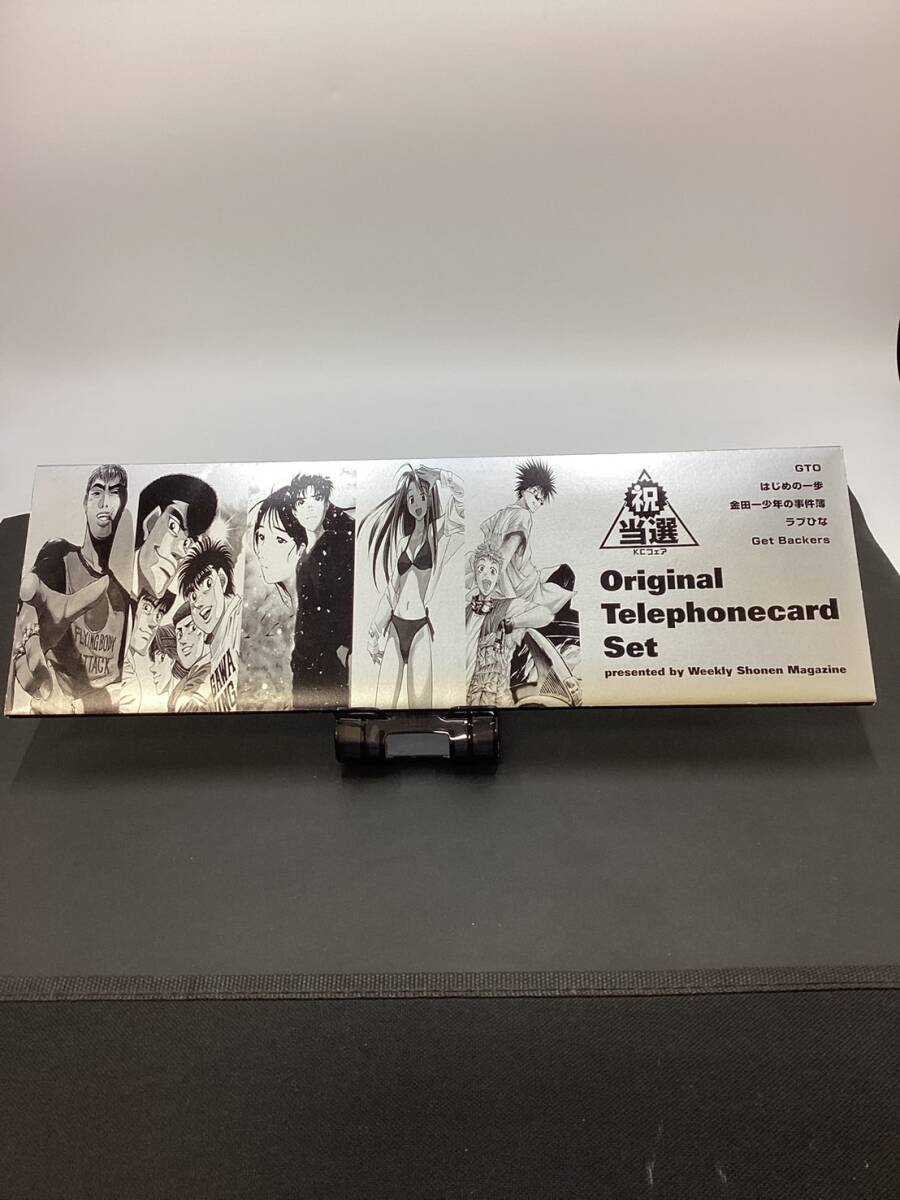 FLYING BODY
ATTACK
祝
当選
KCフェア
GTO
はじめの一歩
金田一少年の事件簿
ラブひな
Get Backers
Original
Telephonecard
Set
presented by Weekly Shonen Magazine